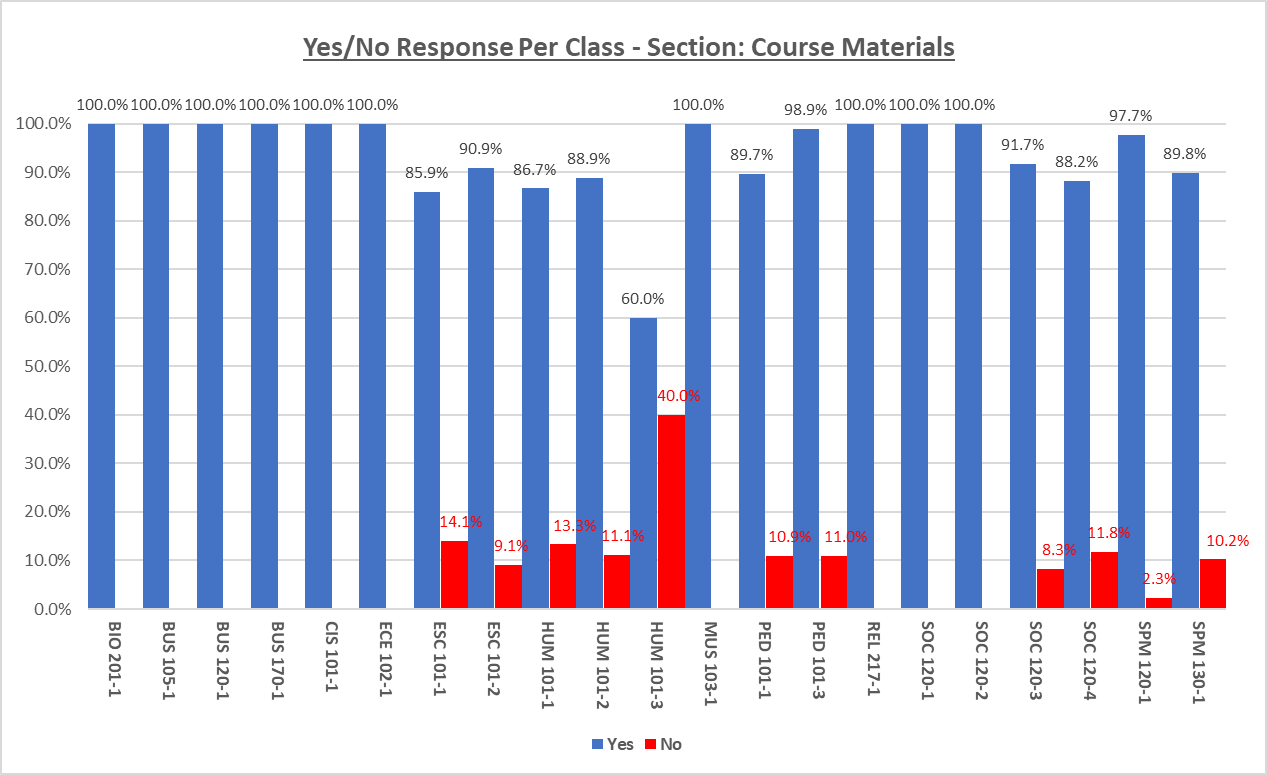 Yes/No Response Per Class - Section: Course Materials
100.0% 100.0% 100.0% 100.0% 100.0% 100.0% 85.9% 90.9% 86.7% 88.9% 60.0% 100.0% 89.7% 98.9% 100.0% 100.0% 100.0% 91.7% 88.2% 97.7% 89.8%
14.1% 9.1% 13.3% 11.1% 40.0% 10.9% 11.0% 8.3% 11.8% 2.3% 10.2%
100.0%
90.0%
80.0%
70.0%
60.0%
50.0%
40.0%
30.0%
20.0%
10.0%
0.0%
BIO 201-1
BUS 105-1
BUS 120-1
BUS 170-1
CIS 101-1
ECE 102-1
ESC 101-1
ESC 101-2
HUM 101-1
HUM 101-2
HUM 101-3
MUS 103-1
PED 101-1
PED 101-3
REL 217-1
SOC 120-1
SOC 120-2
SOC 120-3
SOC 120-4
SPM 120-1
SPM 130-1
Yes No